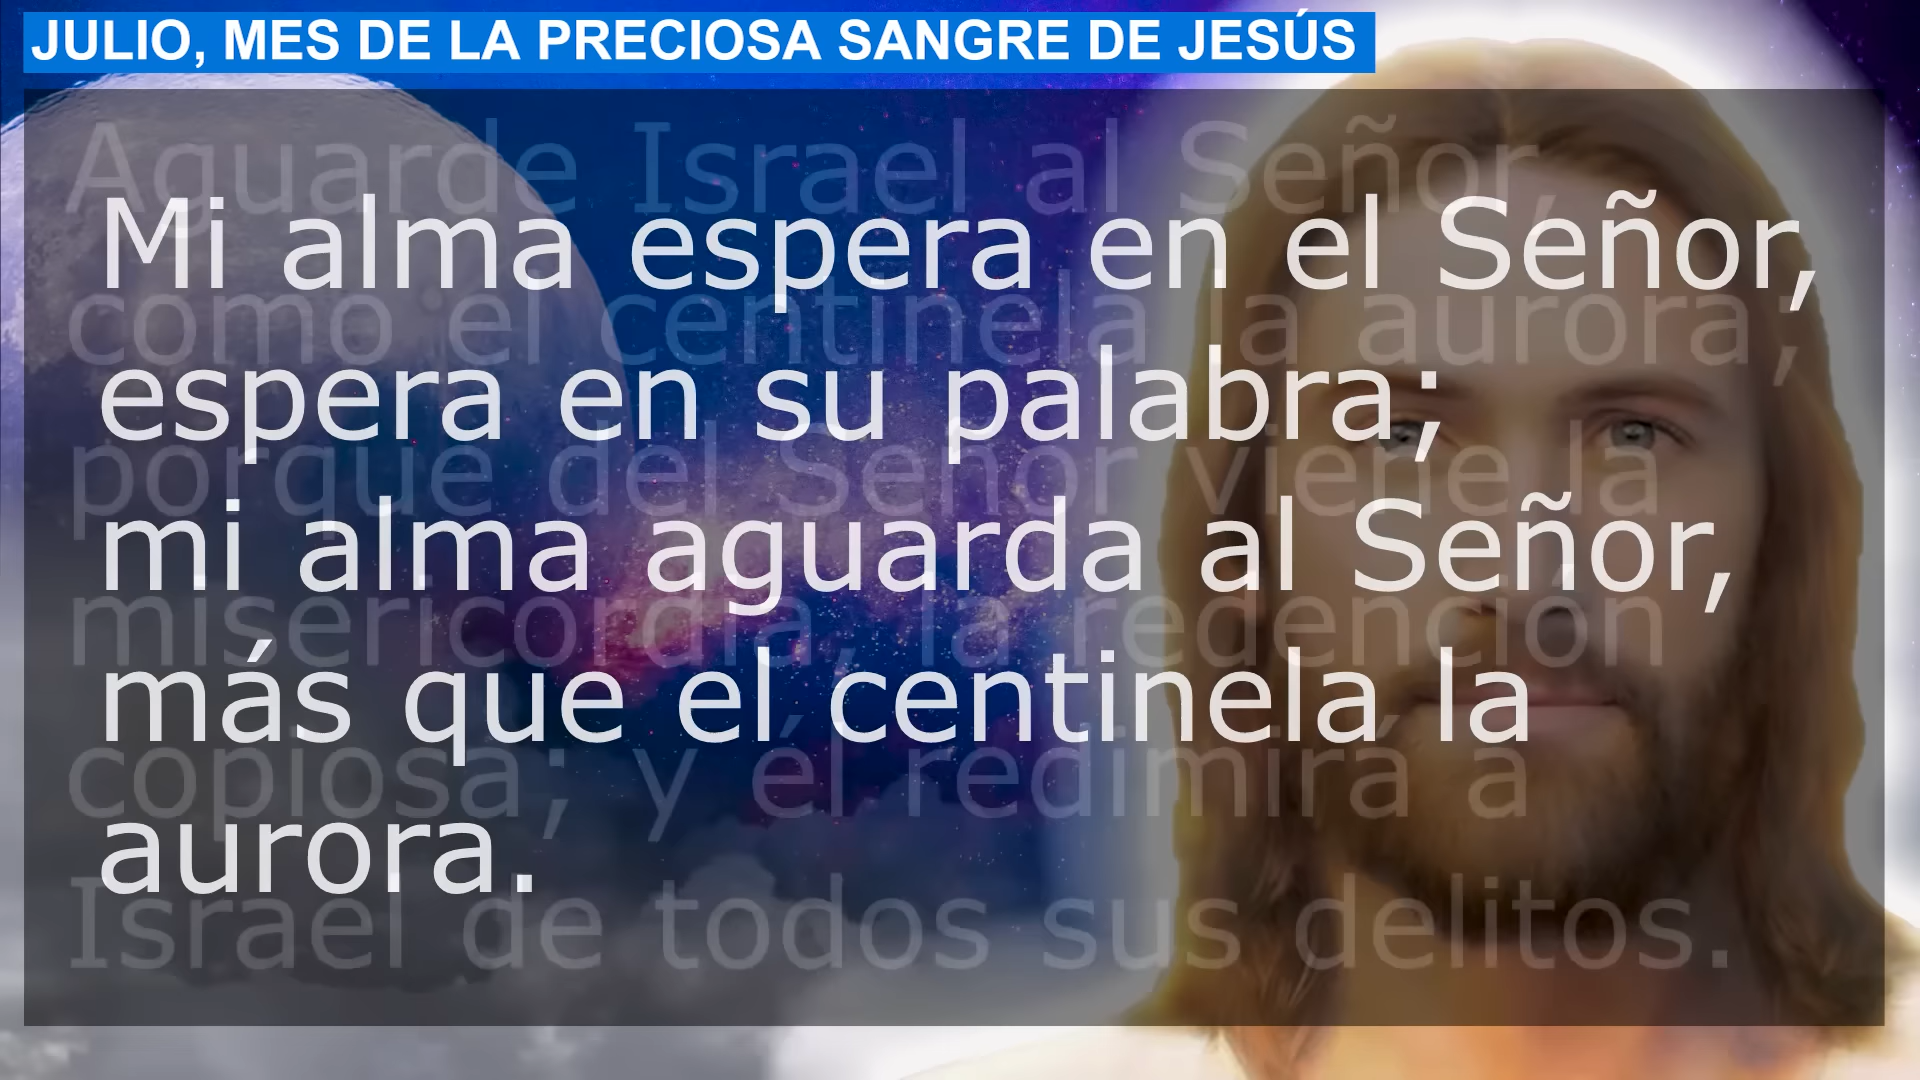 JULIO, MES DE LA PRECIOSA SANGRE DE JESÚS
Mi alma espera en el Señor,
espera en su palabra;
mi alma aguarda al Señor,
más que el centinela la
aurora.
Aguarde Israel al Señor,
como el centinela la aurora;
porque del Señor viene la
misericordia, la redención
copiosa; y él redimirá a
Israel de todos sus delitos.